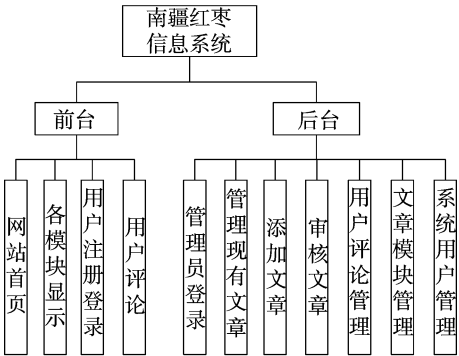 南疆红枣
信息系统
前台
后台
网站首页
各模块显示
用户注册登录
用户评论
管理员登录
管理现有文章
添加文章
审核文章
用户评论管理
文章模块管理
系统用户管理